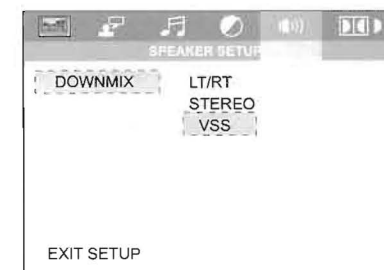 SPEAKER SETUP
DOWNMIX LT/RT
STEREO
VSS
EXIT SETUP